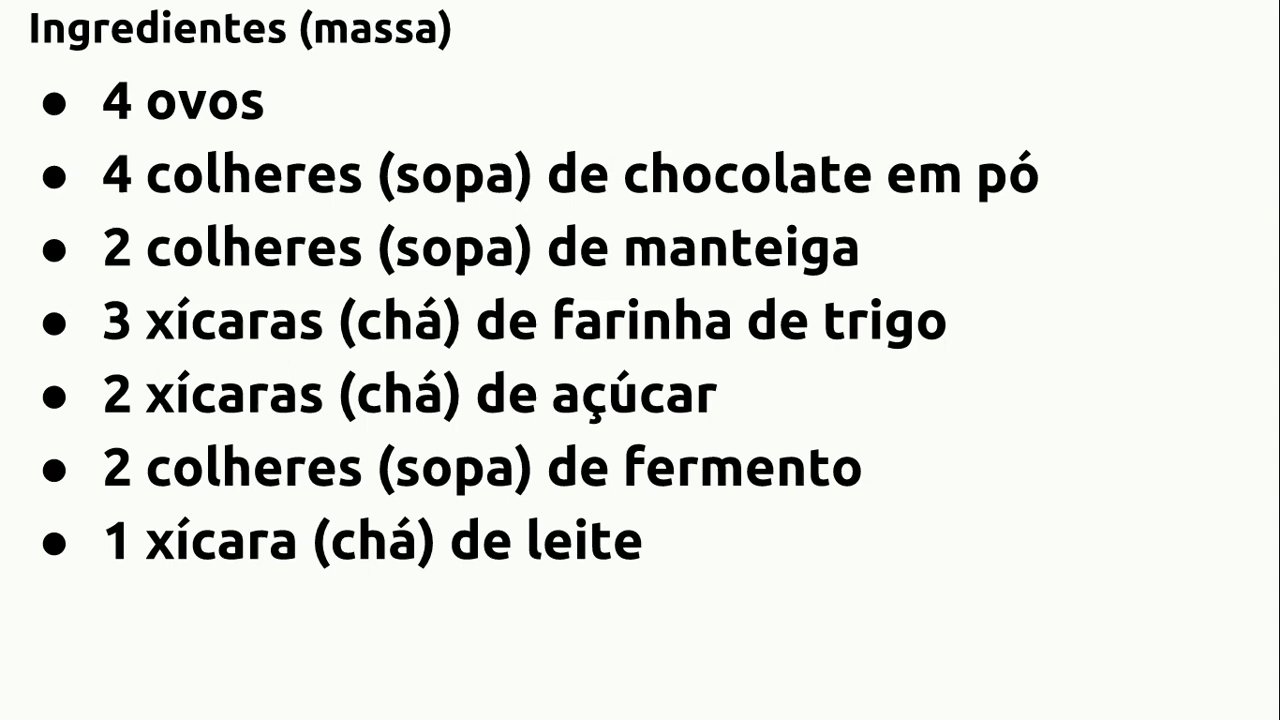 Ingredientes (massa)
● 4 ovos
● 4 colheres (sopa) de chocolate em pó
● 2 colheres (sopa) de manteiga
● 3 xícaras (chá) de farinha de trigo
● 2 xícaras (chá) de açúcar
● 2 colheres (sopa) de fermento
● 1 xícara (chá) de leite